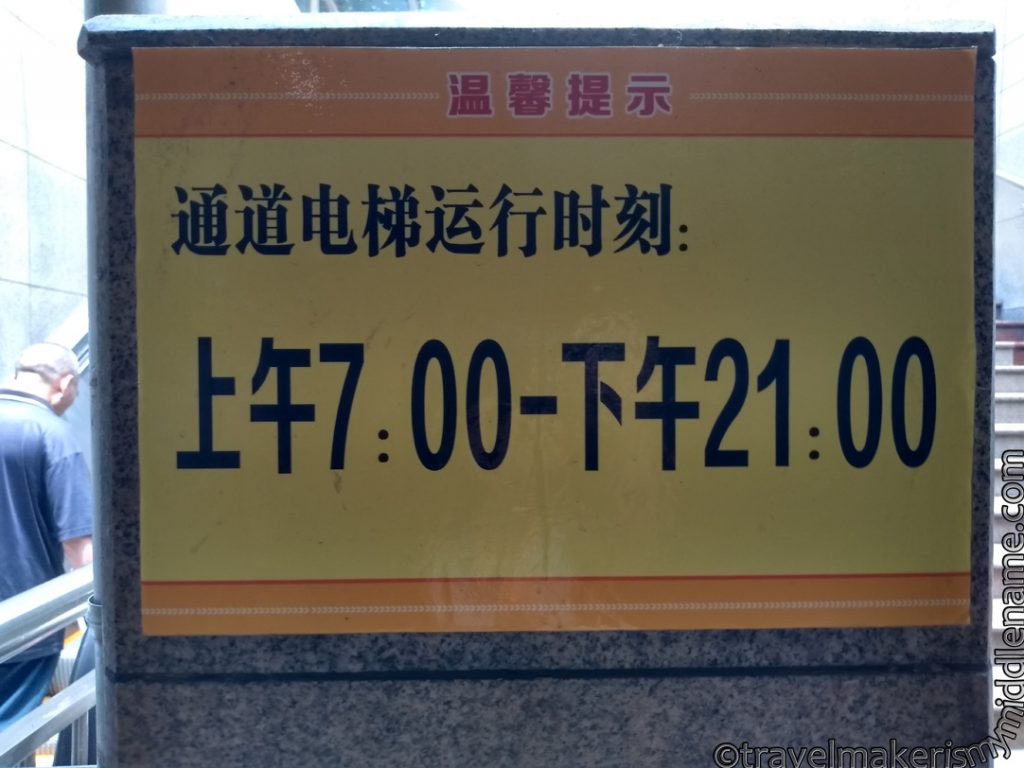 温馨提示
通道电梯运行时刻:
上午7:00-下午21:00
©travelmakerismymiddlename.com